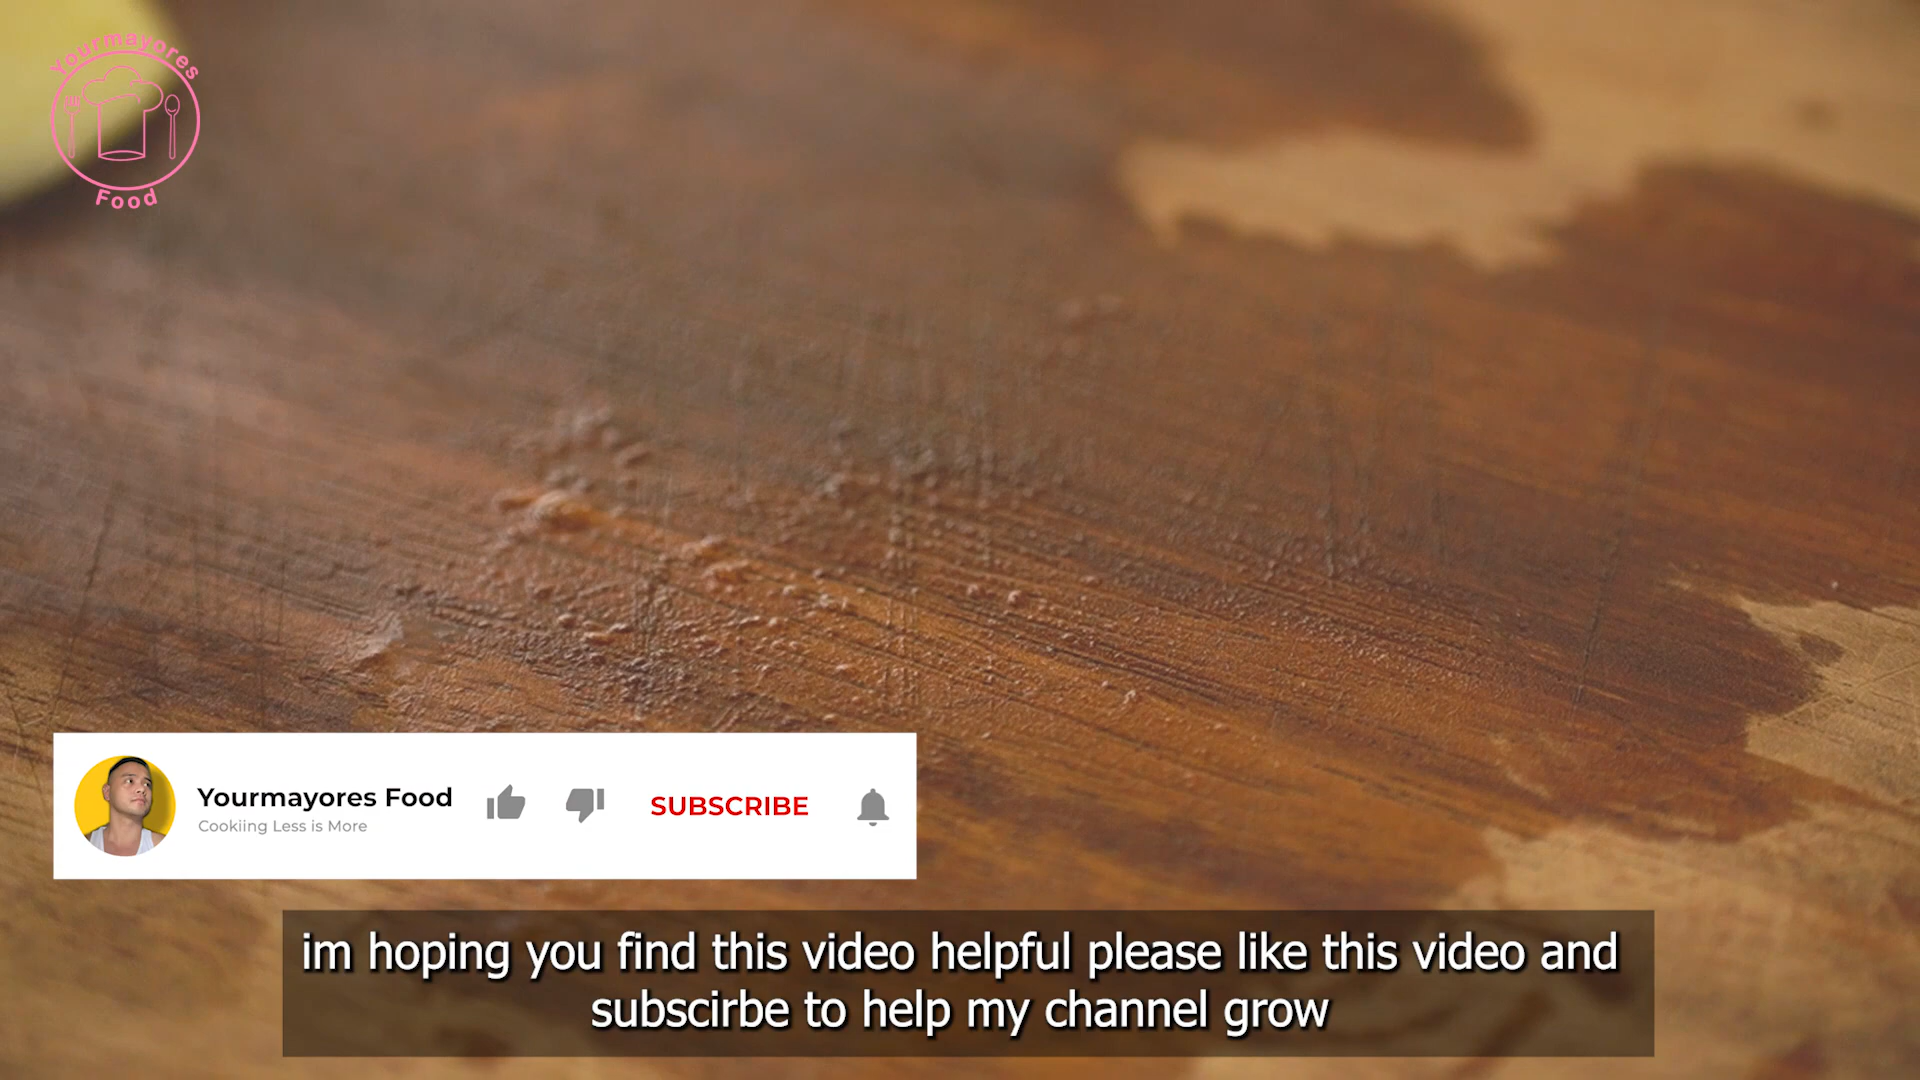 Yourmayores
Food
Yourmayores Food
Cookiing Less is More
SUBSCRIBE
im hoping you find this video helpful please like this video and
subscirbe to help my channel grow